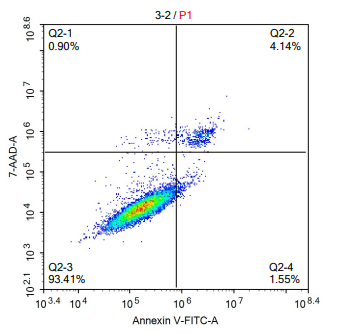 3-2 / P1
Q2-1
0.90%
Q2-2
4.14%
Q2-3
93.41%
Q2-4
1.55%
7-AAD-A
10 8.6
10 7
10 6
10 5
10 4
10 3
10 2.1
10 3.4 10 4 10 5 10 6 10 7 10 8.4
Annexin V-FITC-A